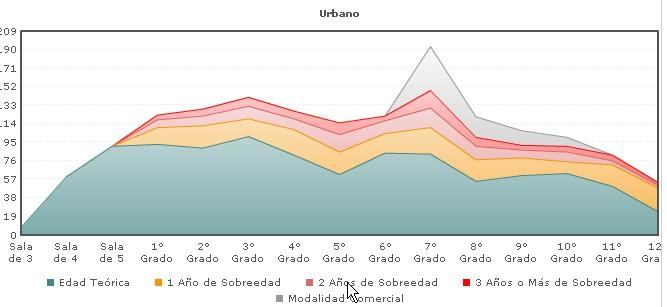 Urbano
209
190
171
152
133
114
95
76
57
38
19
0
Sala de 3
Sala de 4
Sala de 5
1° Grado
2° Grado
3° Grado
4° Grado
5° Grado
6° Grado
7° Grado
8° Grado
9° Grado
10° Grado
11° Grado
12 Gra
Edad Teórica
1 Año de Sobreedad
2 Años de Sobreedad
3 Años o Más de Sobreedad
Modalidad